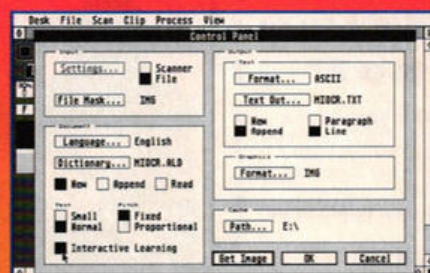 Desk File Scan Clip Process View
Control Panel
Input
Settings... Scanner
File
File Mask... IMG
Output
Text
Format... ASCII
Text Out... MIDCR.TXT
New Paragraph
Append Line
Document
Language... English
Dictionary... MIDCR.ALD
New Append Read
Text Pitch
Small Fixed
Normal Proportional
Interactive Learning
Graphics
Format... IMG
Cache
Path... E:\
Get Image OK Cancel